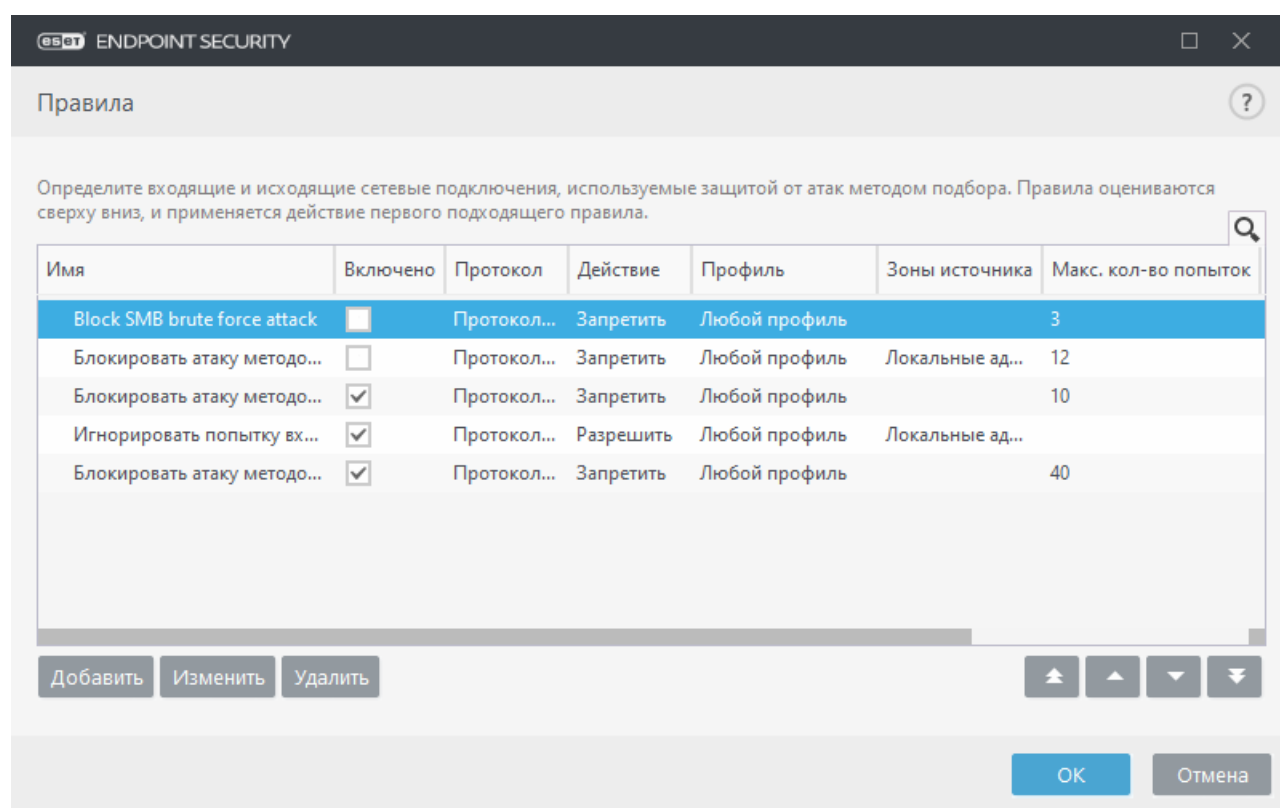 eset ENDPOINT SECURITY
Правила
?
Определите входящие и исходящие сетевые подключения, используемые защитой от атак методом подбора. Правила оцениваются
сверху вниз, и применяется действие первого подходящего правила.
Имя Включено Протокол Действие Профиль Зоны источника Макс. кол-во попыток
Block SMB brute force attack Протокол... Запретить Любой профиль 3
Блокировать атаку методо... Протокол... Запретить Любой профиль Локальные ад... 12
Блокировать атаку методо... Протокол... Запретить Любой профиль 10
Игнорировать попытку вх... Протокол... Разрешить Любой профиль Локальные ад...
Блокировать атаку методо... Протокол... Запретить Любой профиль 40
Добавить Изменить Удалить
ОК Отмена